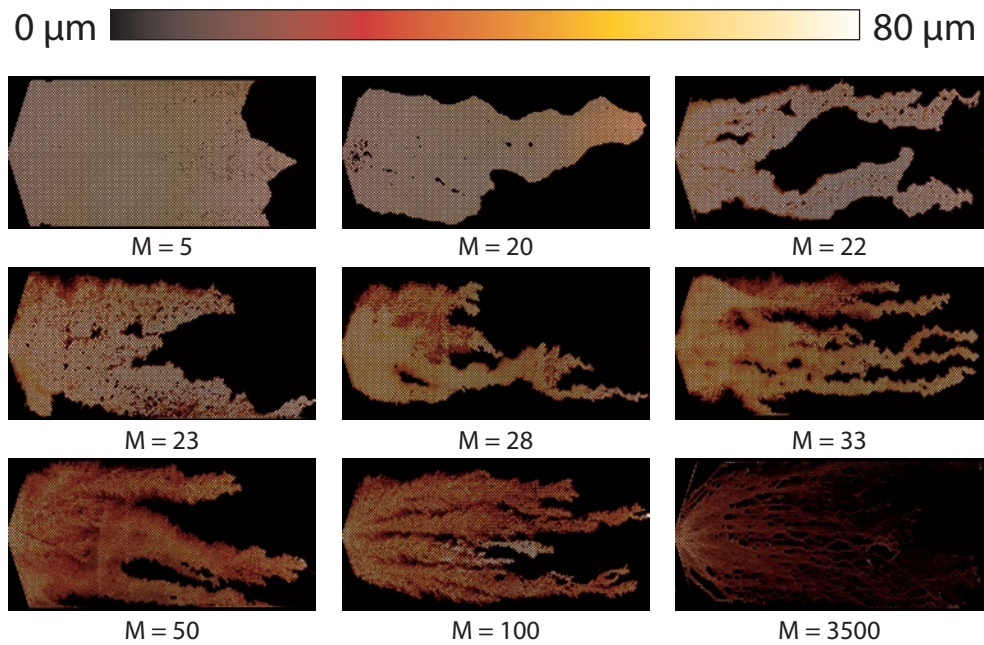 0 µm 80 µm
M = 5 M = 20 M = 22
M = 23 M = 28 M = 33
M = 50 M = 100 M = 3500